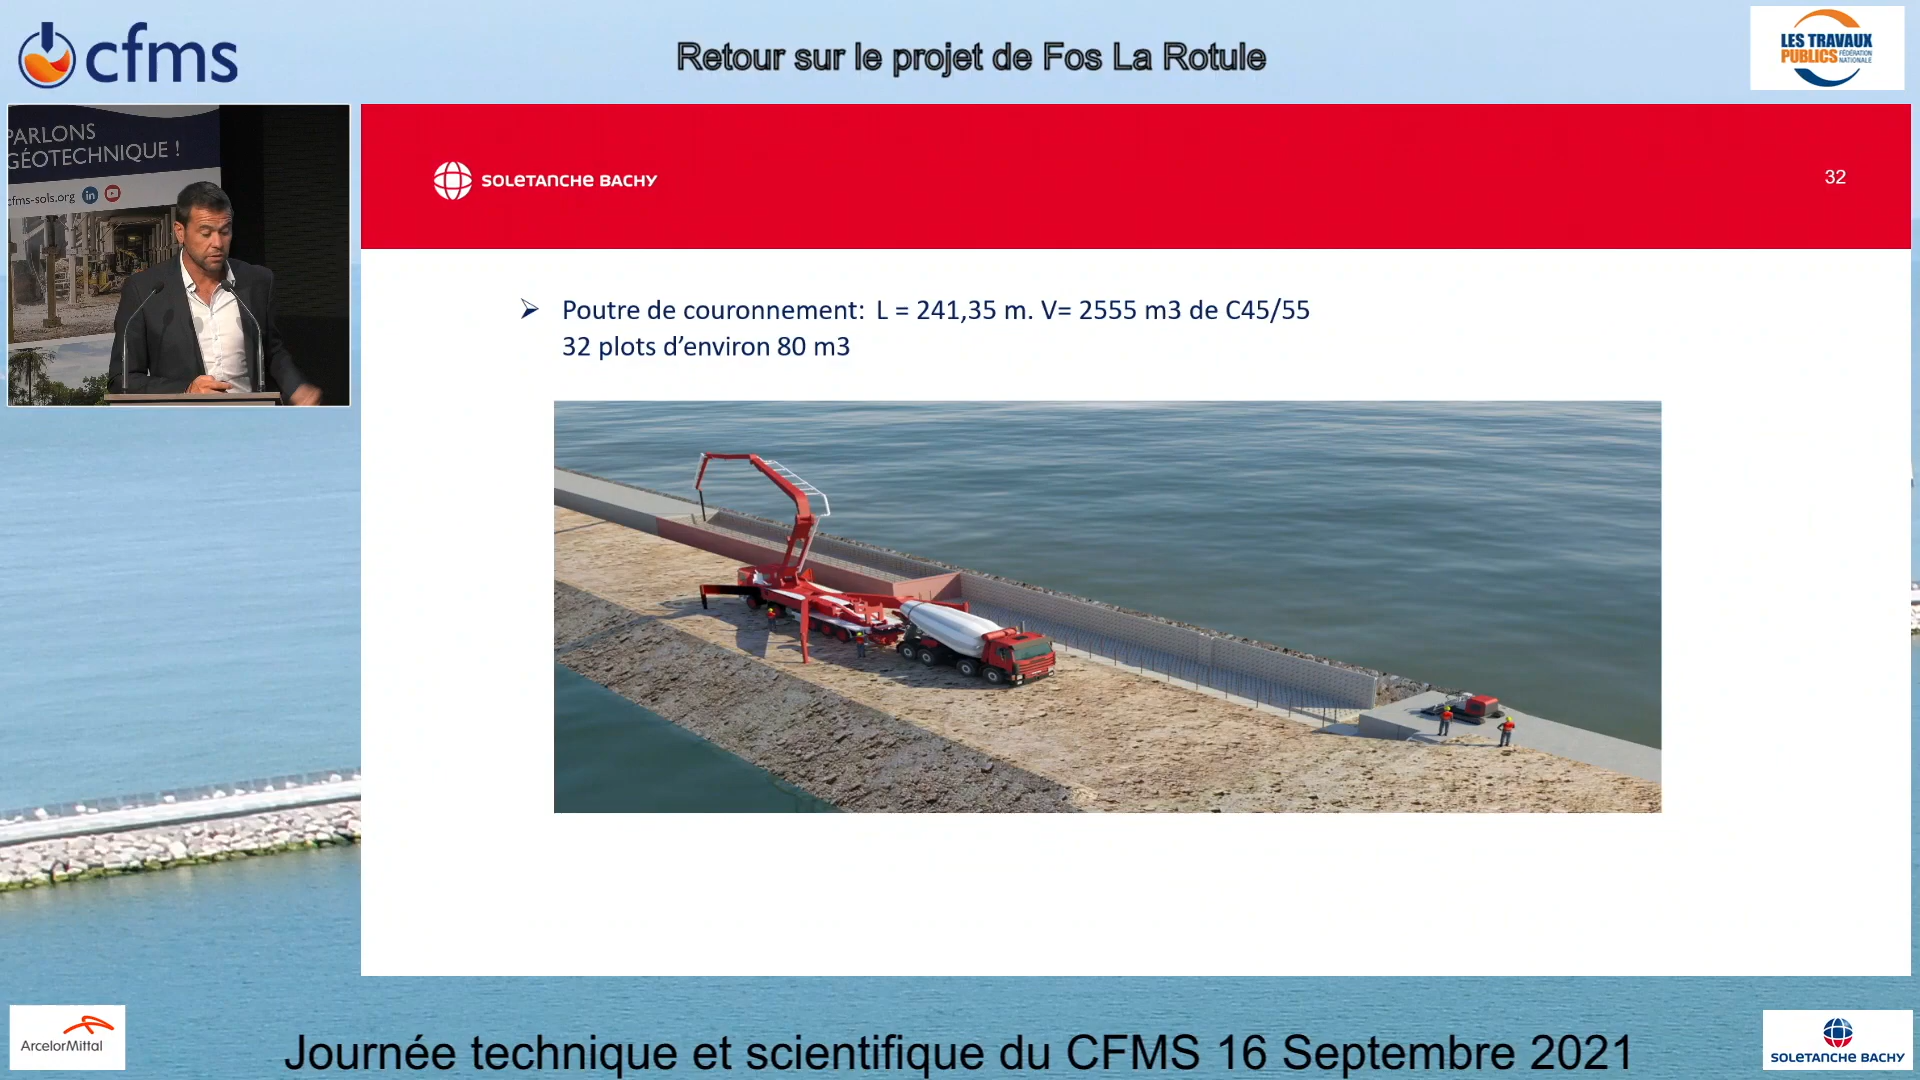 cfms
Retour sur le projet de Fos La Rotule
LES TRAVAUX
PUBLICS FÉDÉRATION
NATIONALE
PARLONS
GÉOTECHNIQUE !
cfms-sols.org
SOLETANCHE BACHY
32
Poutre de couronnement: L = 241,35 m. V= 2555 m3 de C45/55
32 plots d’environ 80 m3
ArcelorMittal
Journée technique et scientifique du CFMS 16 Septembre 2021
SOLETANCHE BACHY